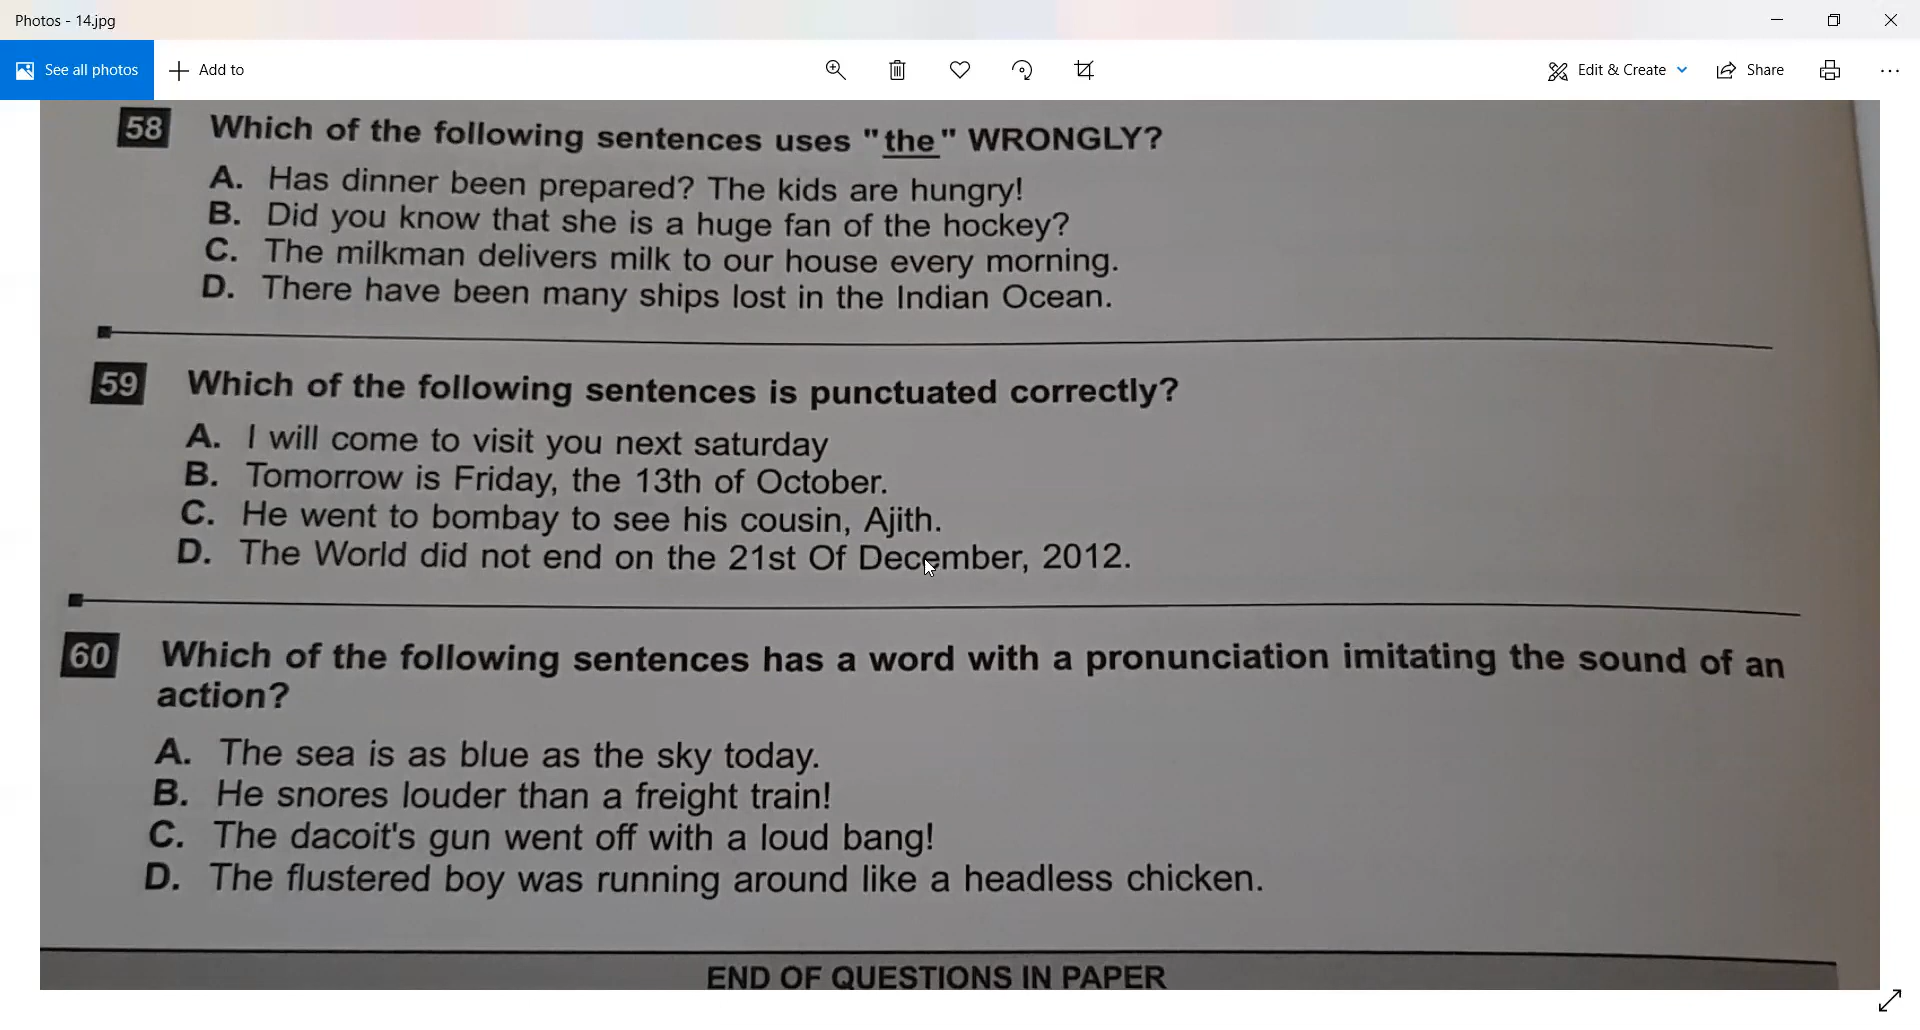 Photos - 14.jpg
See all photos
Add to
Edit & Create
Share
58 Which of the following sentences uses "the" WRONGLY?
A. Has dinner been prepared? The kids are hungry!
B. Did you know that she is a huge fan of the hockey?
C. The milkman delivers milk to our house every morning.
D. There have been many ships lost in the Indian Ocean.
59 Which of the following sentences is punctuated correctly?
A. I will come to visit you next saturday
B. Tomorrow is Friday, the 13th of October.
C. He went to bombay to see his cousin, Ajith.
D. The World did not end on the 21st Of December, 2012.
60 Which of the following sentences has a word with a pronunciation imitating the sound of an
action?
A. The sea is as blue as the sky today.
B. He snores louder than a freight train!
C. The dacoit's gun went off with a loud bang!
D. The flustered boy was running around like a headless chicken.
END OF QUESTIONS IN PAPER